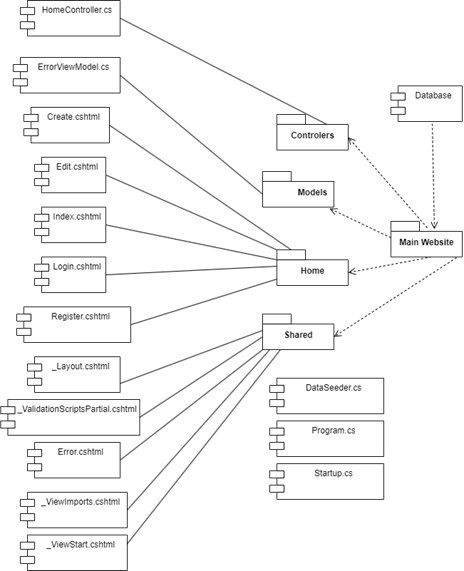 HomeController.cs
ErrorViewModel.cs
Database
Create.cshtml
Controlers
Edit.cshtml
Models
Index.cshtml
Main Website
Login.cshtml
Home
Register.cshtml
Shared
_Layout.cshtml
DataSeeder.cs
_ValidationScriptsPartial.cshtml
Program.cs
Error.cshtml
Startup.cs
_ViewImports.cshtml
_ViewStart.cshtml